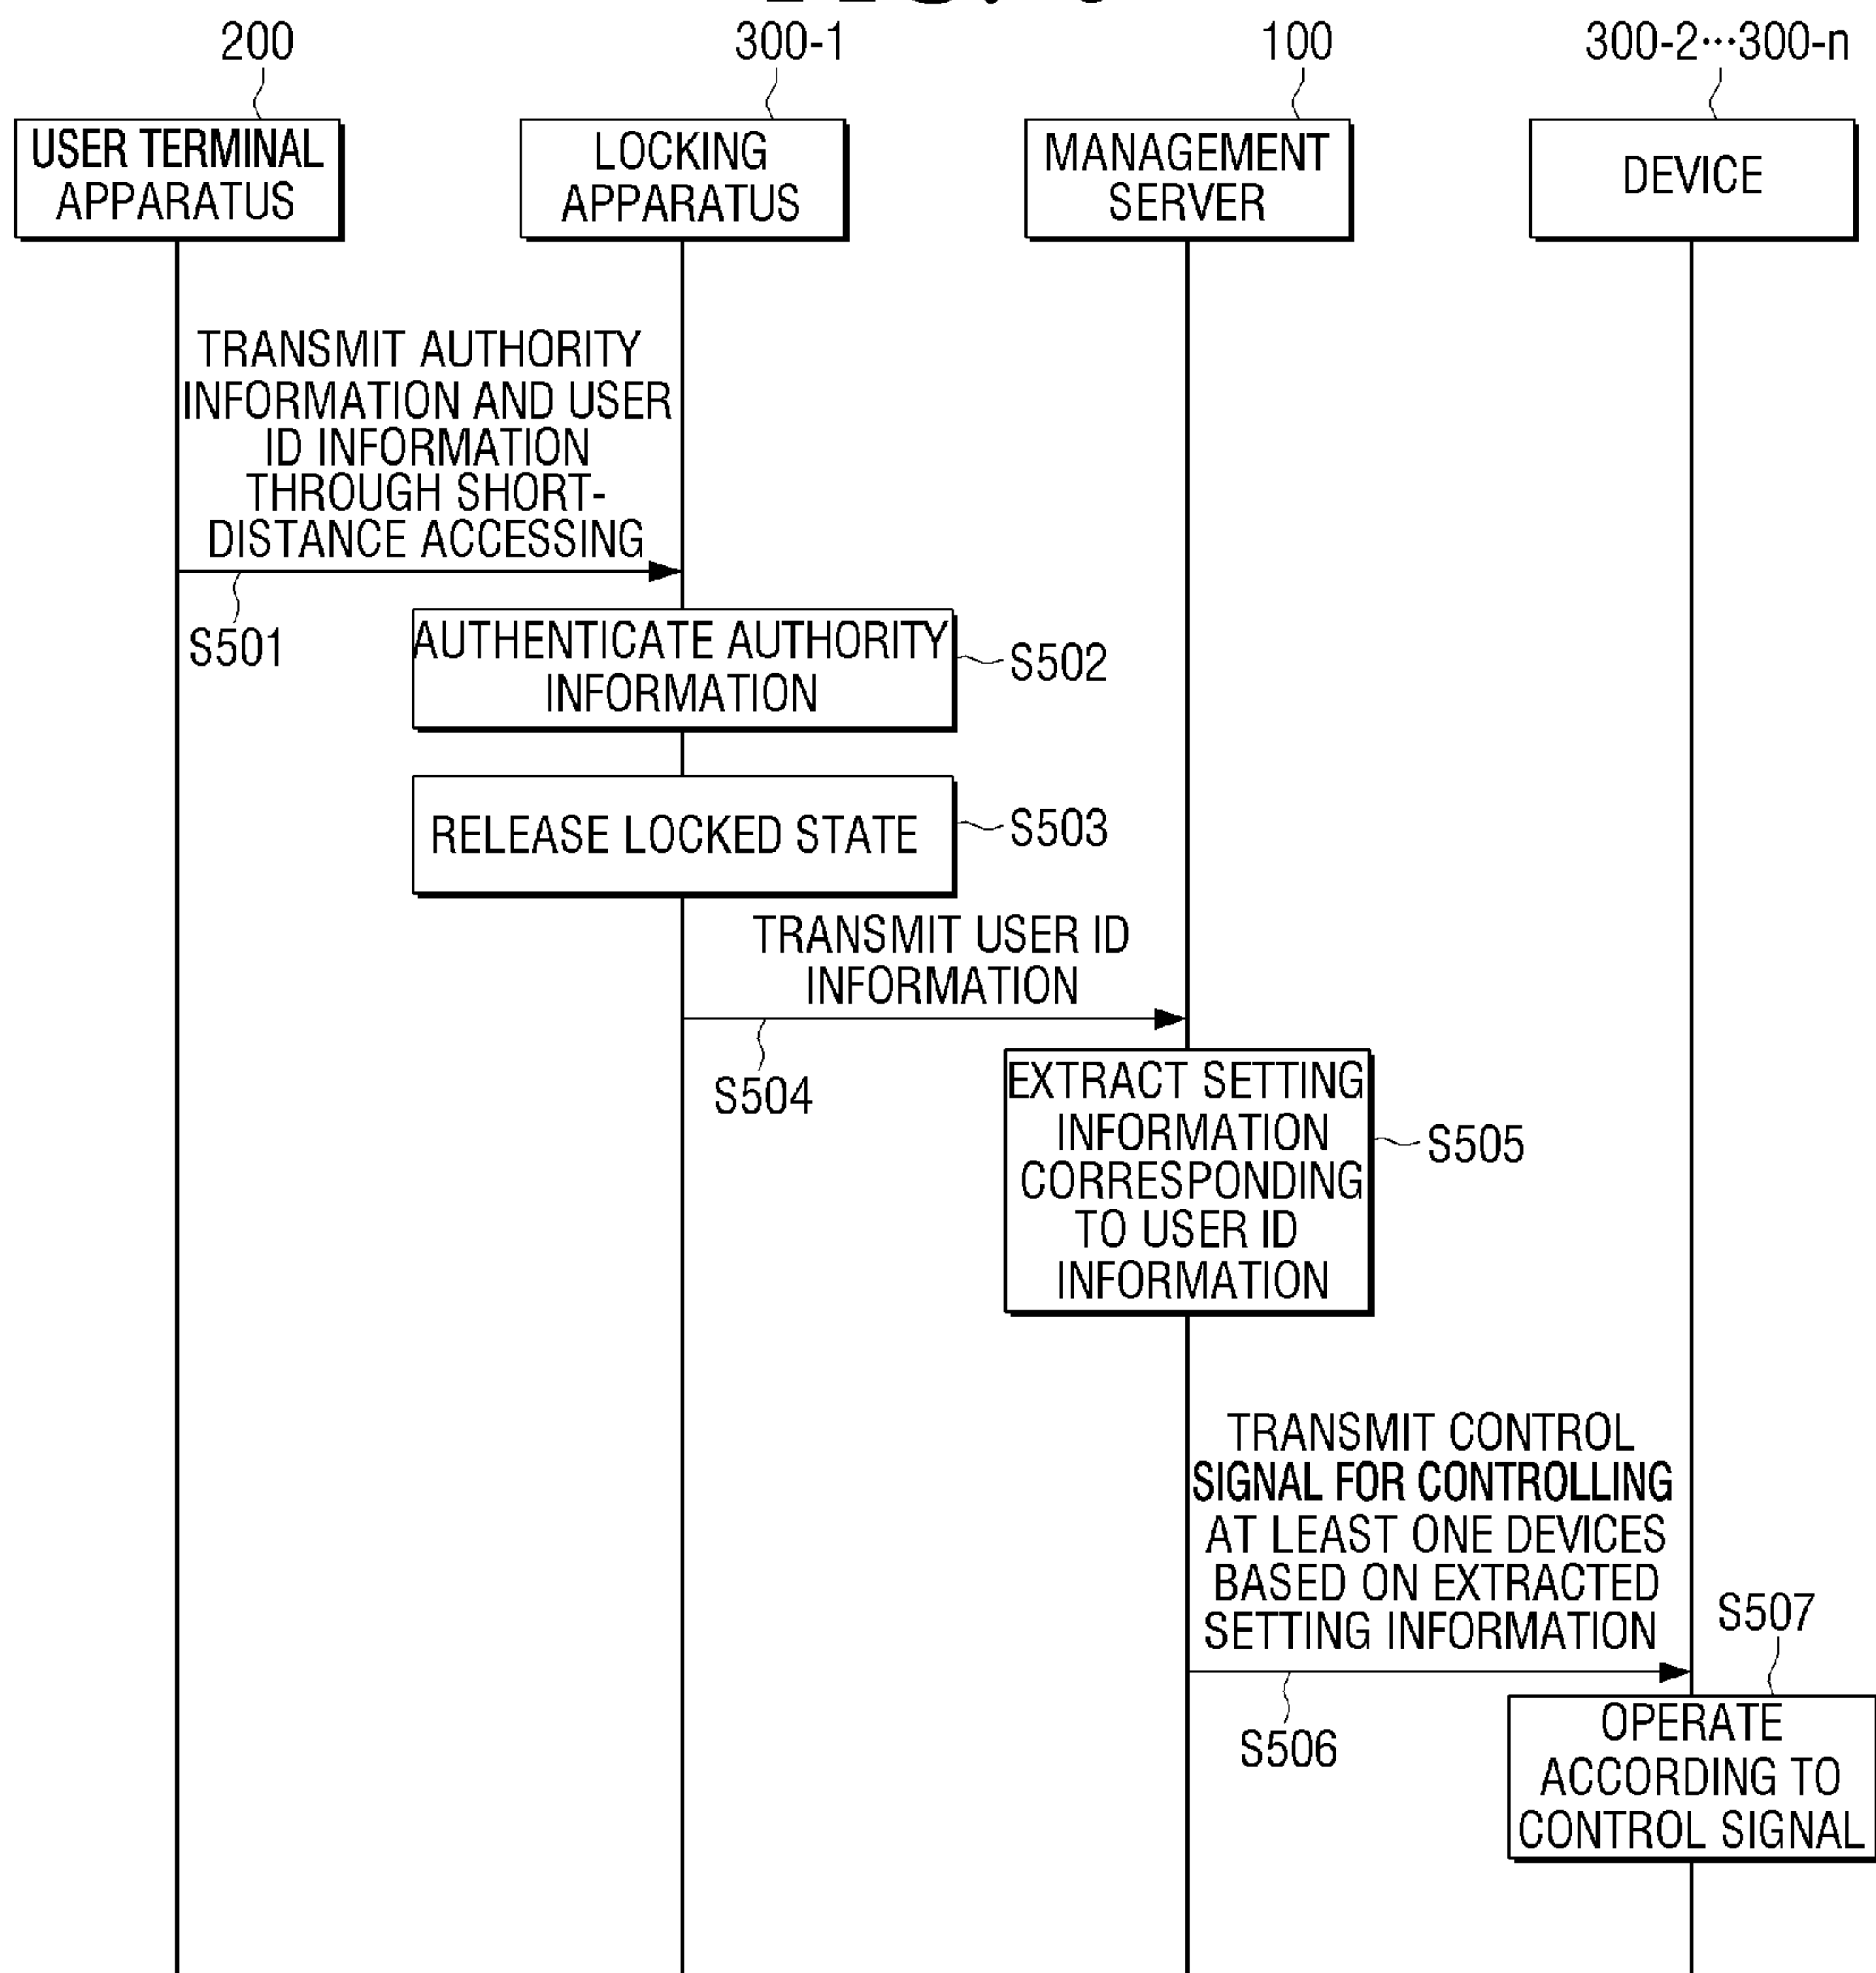 200
300-1
100
300-2···300-n
USER TERMINAL
APPARATUS
LOCKING
APPARATUS
MANAGEMENT
SERVER
DEVICE
TRANSMIT AUTHORITY
INFORMATION AND USER
ID INFORMATION
THROUGH SHORT-
DISTANCE ACCESSING
S501
AUTHENTICATE AUTHORITY
INFORMATION
S502
RELEASE LOCKED STATE
S503
TRANSMIT USER ID
INFORMATION
S504
EXTRACT SETTING
INFORMATION
CORRESPONDING
TO USER ID
INFORMATION
S505
TRANSMIT CONTROL
SIGNAL FOR CONTROLLING
AT LEAST ONE DEVICES
BASED ON EXTRACTED
SETTING INFORMATION
S506
S507
OPERATE
ACCORDING TO
CONTROL SIGNAL